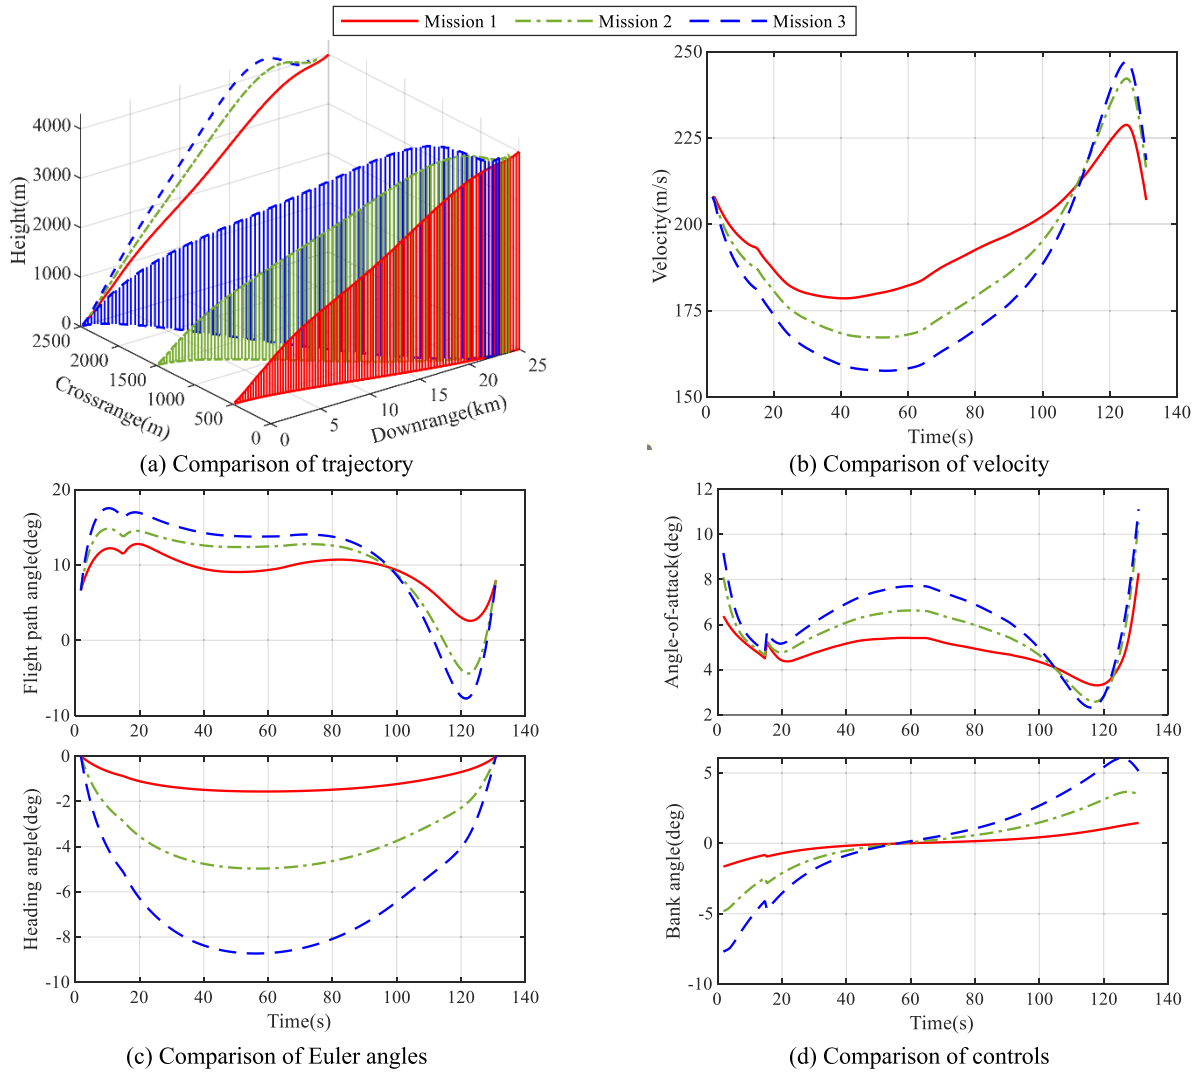 Mission 1 Mission 2 Mission 3
4000
3000
2000
1000
0
Height(m)
2500
2000
1500
1000
500
0
Crossrange(m)
0
5
10
15
20
25
Downrange(km)
(a) Comparison of trajectory
250
225
200
175
150
Velocity(m/s)
0 20 40 60 80 100 120 140
Time(s)
(b) Comparison of velocity
20
10
0
-10
Flight path angle(deg)
0 20 40 60 80 100 120 140
0
-2
-4
-6
-8
-10
Heading angle(deg)
0 20 40 60 80 100 120 140
Time(s)
(c) Comparison of Euler angles
12
10
8
6
4
2
Angle-of-attack(deg)
0 20 40 60 80 100 120 140
5
0
-5
-10
Bank angle(deg)
0 20 40 60 80 100 120 140
Time(s)
(d) Comparison of controls